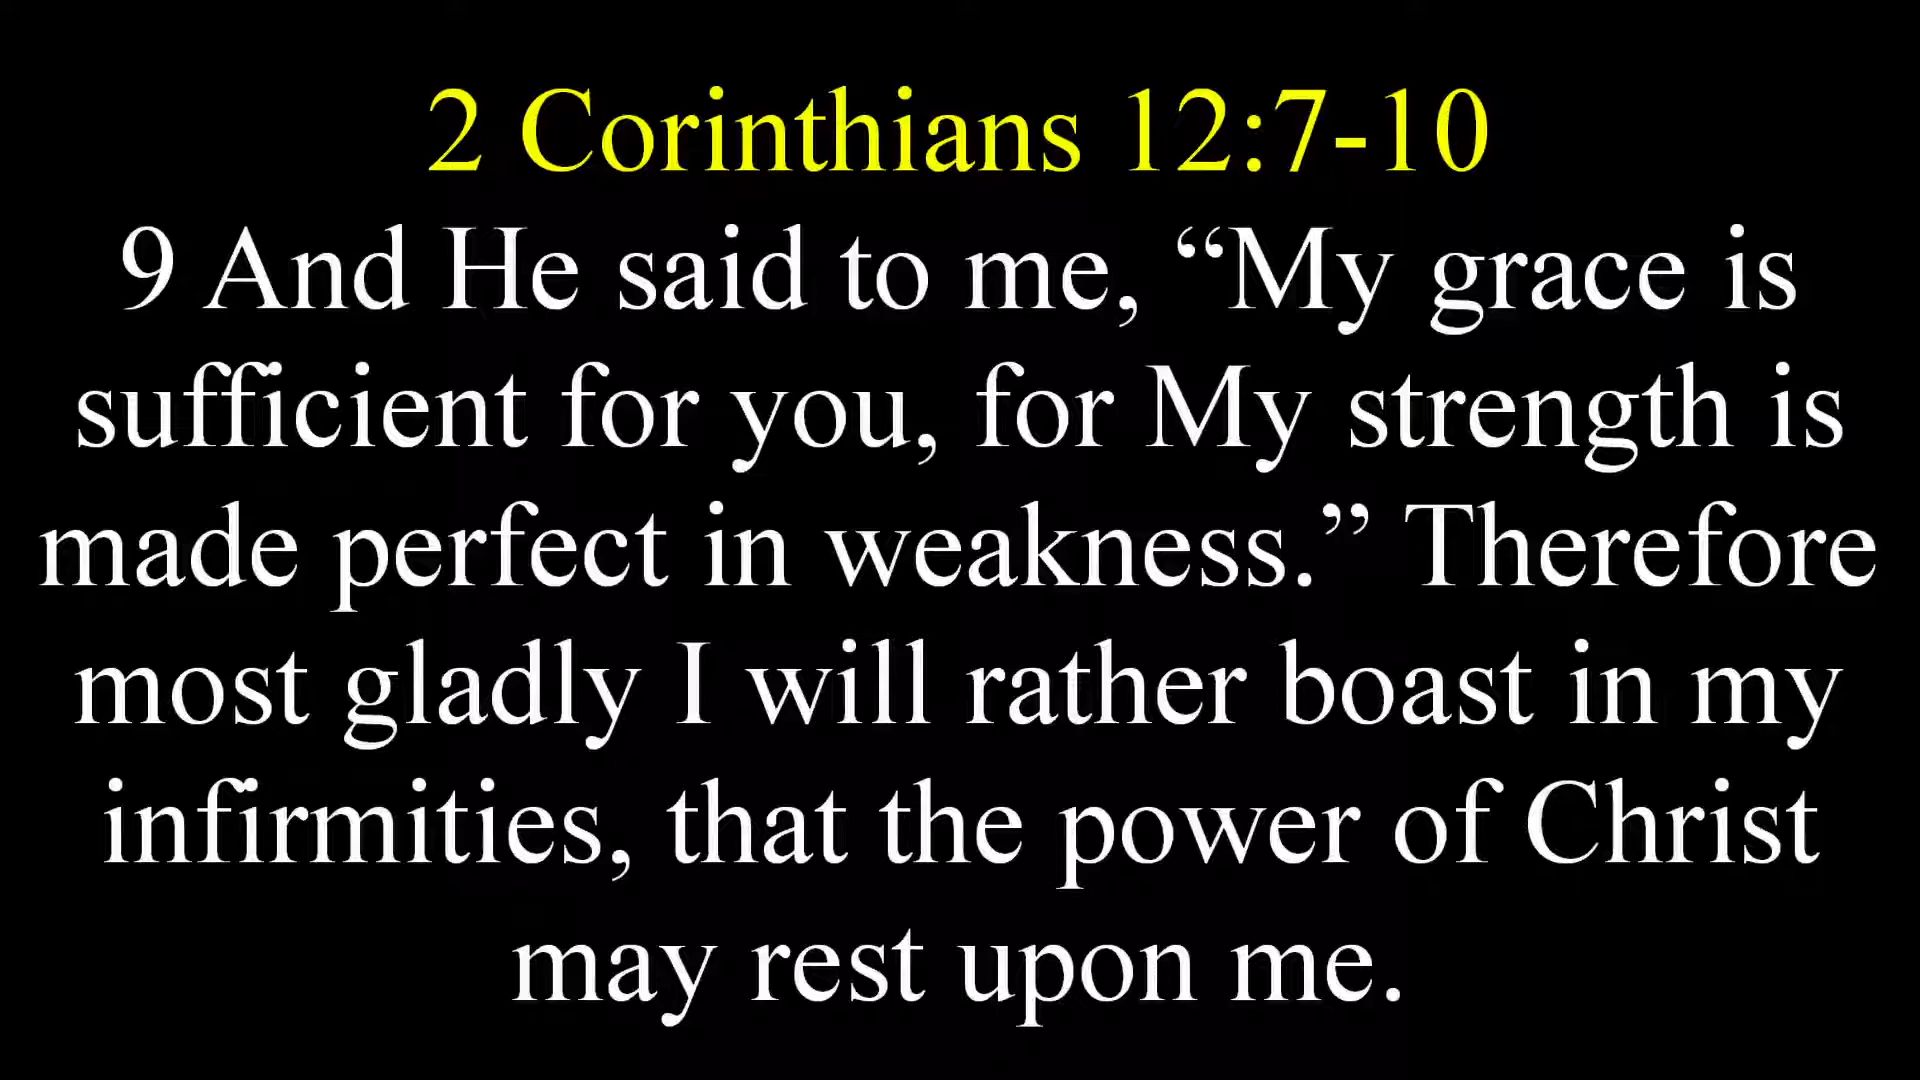 2 Corinthians 12:7-10
9 And He said to me, “My grace is
sufficient for you, for My strength is
made perfect in weakness.” Therefore
most gladly I will rather boast in my
infirmities, that the power of Christ
may rest upon me.